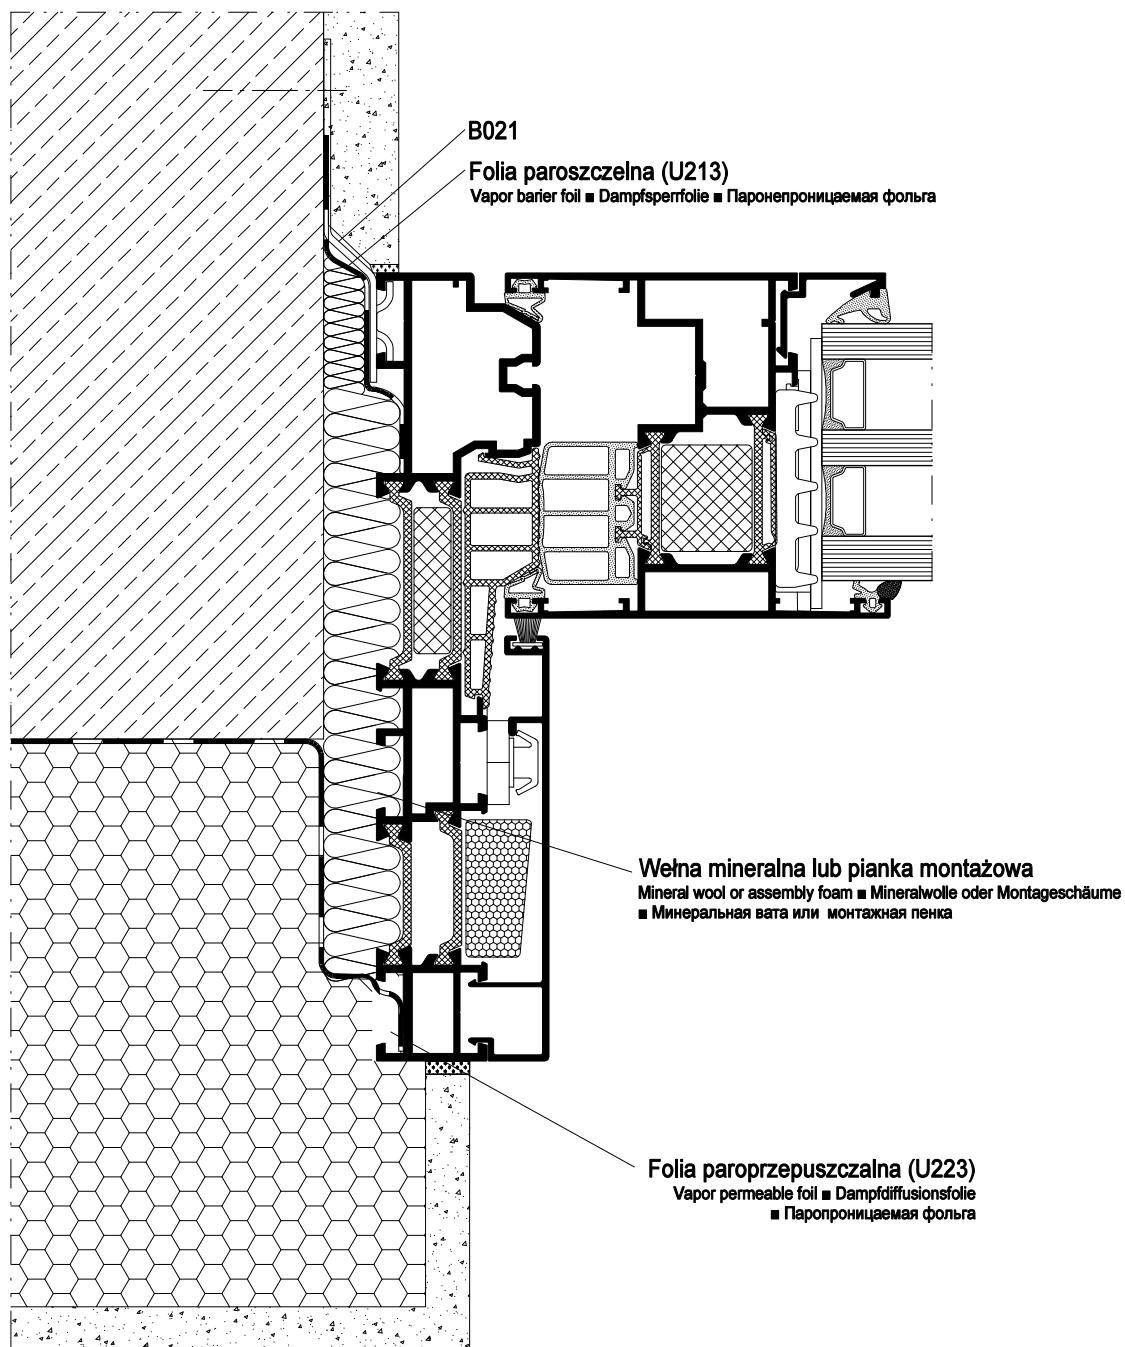 B021
Folia paroszczelna (U213)
Vapor barier foil ■ Dampfsperrfolie ■ Паронепроницаемая фольга
Wełna mineralna lub pianka montażowa
Mineral wool or assembly foam ■ Mineralwolle oder Montageschäume
■ Минеральная вата или монтажная пенка
Folia paroprzepuszczalna (U223)
Vapor permeable foil ■ Dampfdiffusionsfolie
■ Паропроницаемая фольга